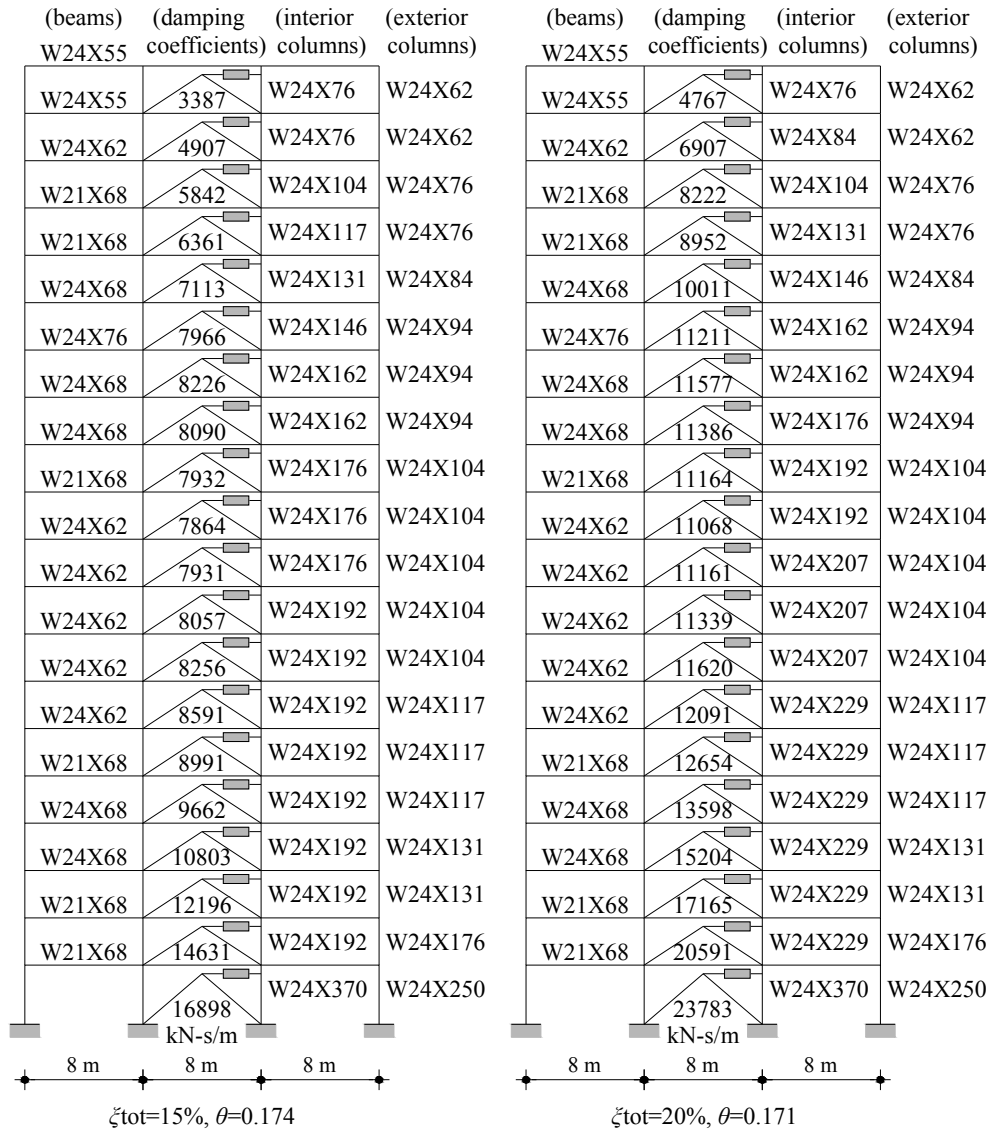 (beams) (damping (interior (exterior
coefficients) columns) columns)
W24X55
W24X55 3387 W24X76 W24X62
W24X62 4907 W24X76 W24X62
W21X68 5842 W24X104 W24X76
W21X68 6361 W24X117 W24X76
W24X68 7113 W24X131 W24X84
W24X76 7966 W24X146 W24X94
W24X68 8226 W24X162 W24X94
W24X68 8090 W24X162 W24X94
W21X68 7932 W24X176 W24X104
W24X62 7864 W24X176 W24X104
W24X62 7931 W24X176 W24X104
W24X62 8057 W24X192 W24X104
W24X62 8256 W24X192 W24X104
W24X62 8591 W24X192 W24X117
W21X68 8991 W24X192 W24X117
W24X68 9662 W24X192 W24X117
W24X68 10803 W24X192 W24X131
W21X68 12196 W24X192 W24X131
W21X68 14631 W24X192 W24X176
16898 W24X370 W24X250
kN-s/m
8 m 8 m 8 m
ξtot=15%, θ=0.174
(beams) (damping (interior (exterior
coefficients) columns) columns)
W24X55
W24X55 4767 W24X76 W24X62
W24X62 6907 W24X84 W24X62
W21X68 8222 W24X104 W24X76
W21X68 8952 W24X131 W24X76
W24X68 10011 W24X146 W24X84
W24X76 11211 W24X162 W24X94
W24X68 11577 W24X162 W24X94
W24X68 11386 W24X176 W24X94
W21X68 11164 W24X192 W24X104
W24X62 11068 W24X192 W24X104
W24X62 11161 W24X207 W24X104
W24X62 11339 W24X207 W24X104
W24X62 11620 W24X207 W24X104
W24X62 12091 W24X229 W24X117
W21X68 12654 W24X229 W24X117
W24X68 13598 W24X229 W24X117
W24X68 15204 W24X229 W24X131
W21X68 17165 W24X229 W24X131
W21X68 20591 W24X229 W24X176
23783 W24X370 W24X250
kN-s/m
8 m 8 m 8 m
ξtot=20%, θ=0.171